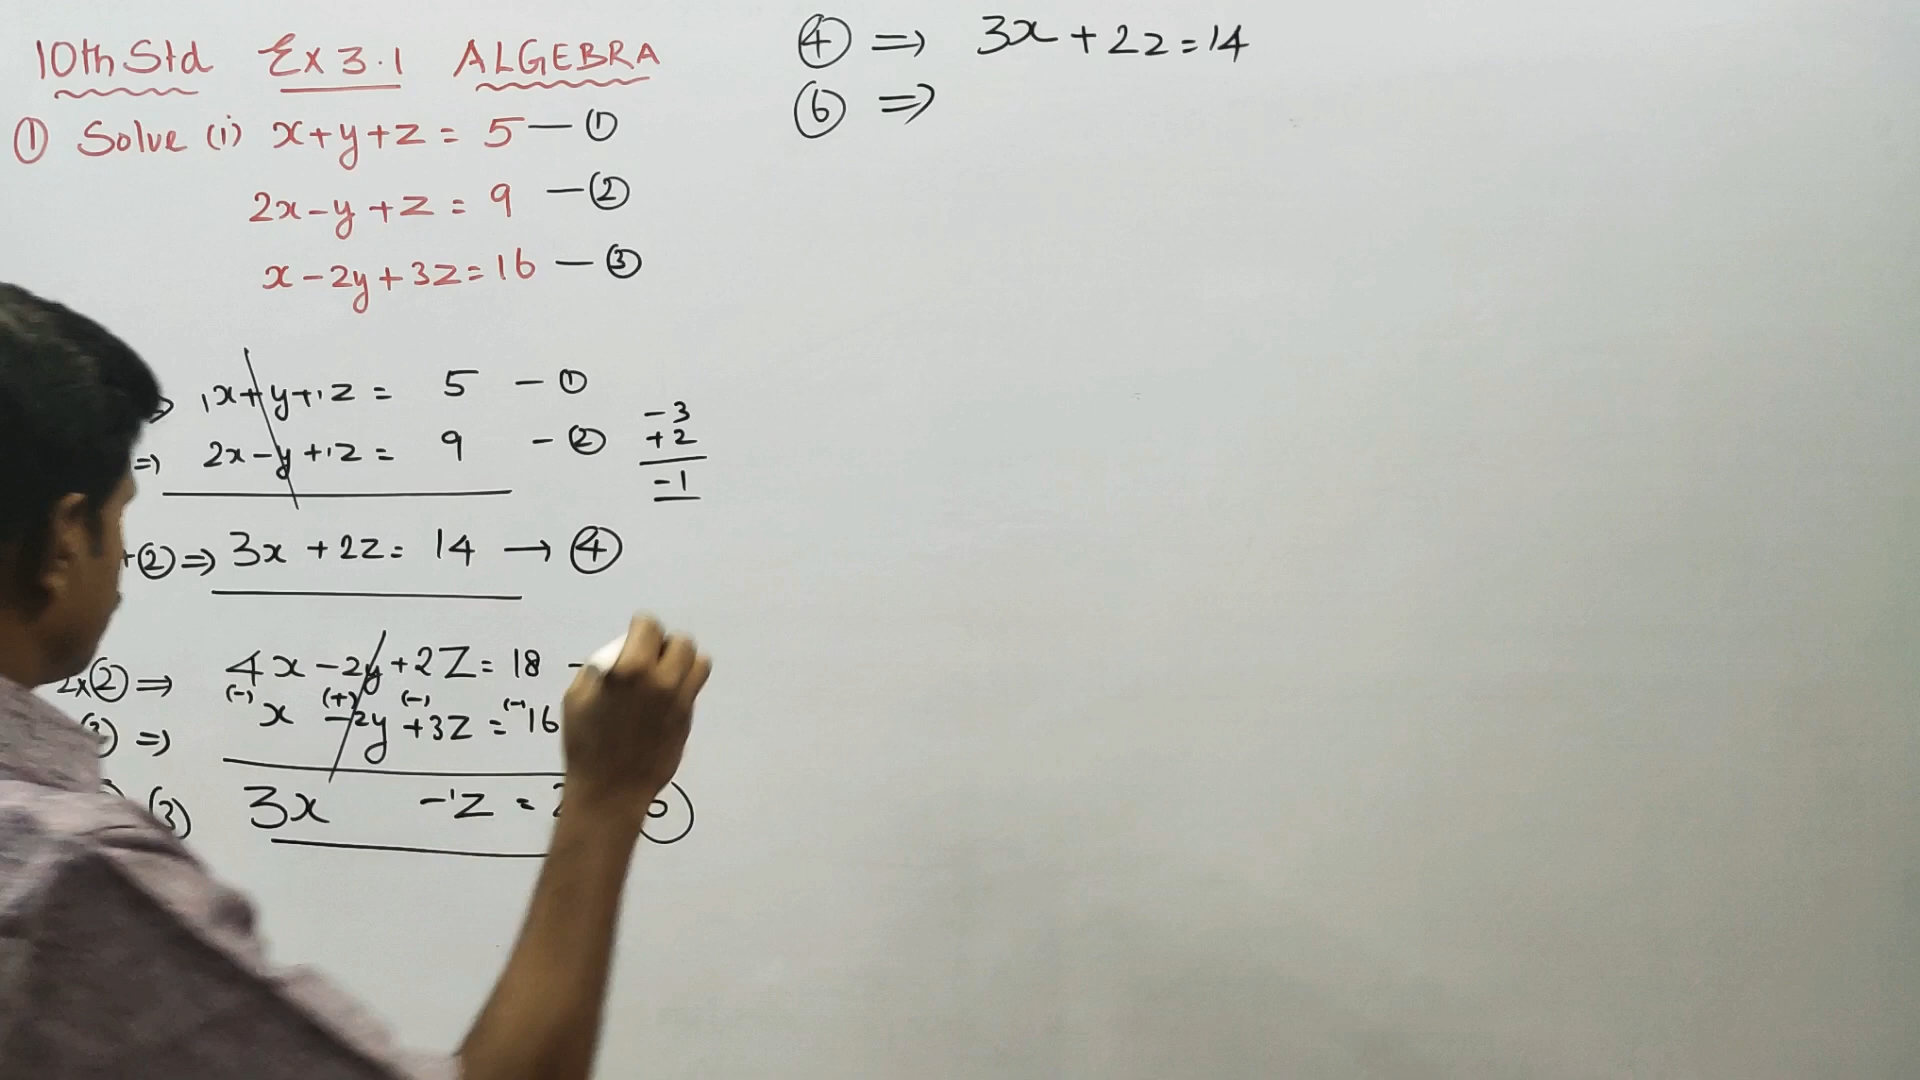 10th Std Ex 3.1 ALGEBRA
① Solve (i) x+y+z = 5 — ①
2x-y+z = 9 — ②
x-2y+3z=16 — ③
1x+y+1z = 5 - ①
⇒ 2x-y+1z = 9 - ②
-3
+2
-1
+② ⇒ 3x +2z = 14 → ④
2x② ⇒ 4x-2y+2z = 18 -
⇒ x -2y +3z = 16
(-) (+) (-) (-)
(3) 3x -1z =
④ ⇒ 3x+2z=14
⑥ ⇒